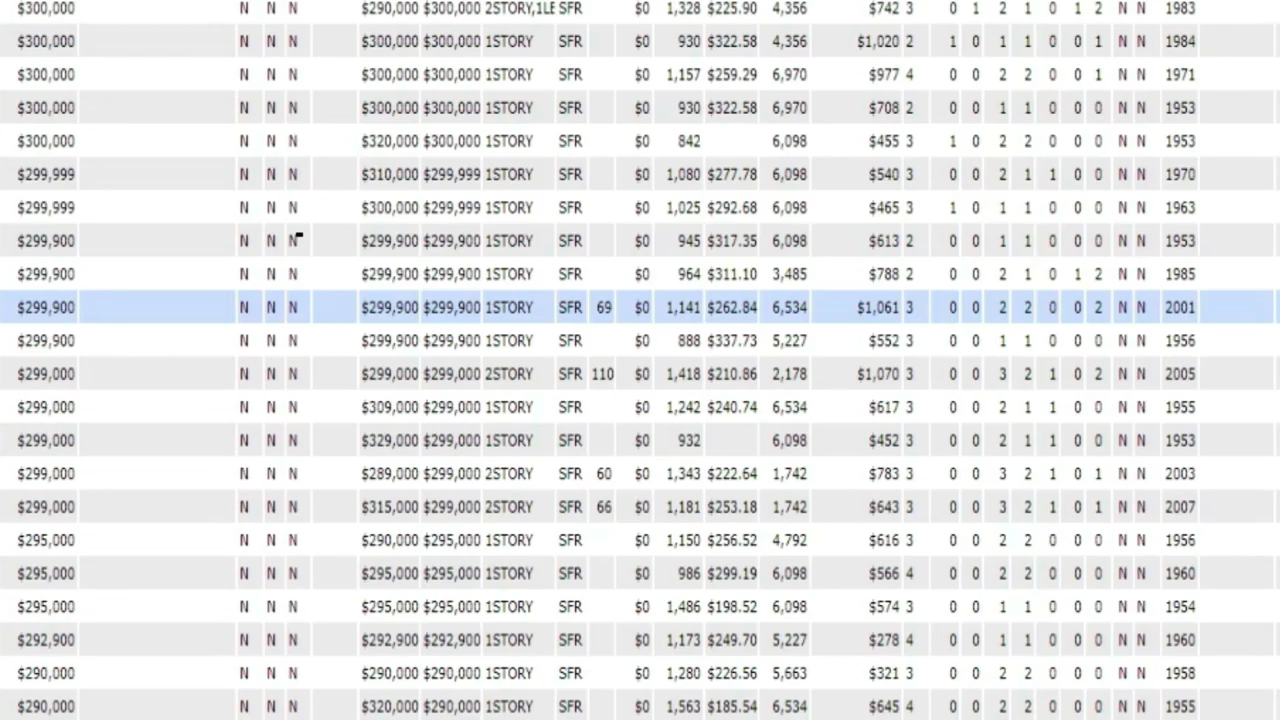 $300,000 N N N $290,000 $300,000 2STORY,1LE SFR $0 1,328 $225.90 4,356 $742 3 0 1 2 1 0 1 2 N N 1983
$300,000 N N N $300,000 $300,000 1STORY SFR $0 930 $322.58 4,356 $1,020 2 1 0 1 1 0 0 1 N N 1984
$300,000 N N N $300,000 $300,000 1STORY SFR $0 1,157 $259.29 6,970 $977 4 0 0 2 2 0 0 1 N N 1971
$300,000 N N N $300,000 $300,000 1STORY SFR $0 930 $322.58 6,970 $708 2 0 0 1 1 0 0 0 N N 1953
$300,000 N N N $320,000 $300,000 1STORY SFR $0 842 6,098 $455 3 1 0 2 2 0 0 0 N N 1953
$299,999 N N N $310,000 $299,999 1STORY SFR $0 1,080 $277.78 6,098 $540 3 0 0 2 1 1 0 0 N N 1970
$299,999 N N N $300,000 $299,999 1STORY SFR $0 1,025 $292.68 6,098 $465 3 1 0 1 1 0 0 0 N N 1963
$299,900 N N N $299,900 $299,900 1STORY SFR $0 945 $317.35 6,098 $613 2 0 0 1 1 0 0 0 N N 1953
$299,900 N N N $299,900 $299,900 1STORY SFR $0 964 $311.10 3,485 $788 2 0 0 2 1 0 1 2 N N 1985
$299,900 N N N $299,900 $299,900 1STORY SFR 69 $0 1,141 $262.84 6,534 $1,061 3 0 0 2 2 0 0 2 N N 2001
$299,900 N N N $299,900 $299,900 1STORY SFR $0 888 $337.73 5,227 $552 3 0 0 1 1 0 0 0 N N 1956
$299,000 N N N $299,000 $299,000 2STORY SFR 110 $0 1,418 $210.86 2,178 $1,070 3 0 0 3 2 1 0 2 N N 2005
$299,000 N N N $309,000 $299,000 1STORY SFR $0 1,242 $240.74 6,534 $617 3 0 0 2 1 1 0 0 N N 1955
$299,000 N N N $329,000 $299,000 1STORY SFR $0 932 6,098 $452 3 0 0 2 1 1 0 0 N N 1953
$299,000 N N N $289,000 $299,000 2STORY SFR 60 $0 1,343 $222.64 1,742 $783 3 0 0 3 2 1 0 1 N N 2003
$299,000 N N N $315,000 $299,000 2STORY SFR 66 $0 1,181 $253.18 1,742 $643 3 0 0 3 2 1 0 1 N N 2007
$295,000 N N N $290,000 $295,000 1STORY SFR $0 1,150 $256.52 4,792 $616 3 0 0 2 2 0 0 0 N N 1956
$295,000 N N N $295,000 $295,000 1STORY SFR $0 986 $299.19 6,098 $566 4 0 0 2 2 0 0 0 N N 1960
$295,000 N N N $295,000 $295,000 1STORY SFR $0 1,486 $198.52 6,098 $574 3 0 0 1 1 0 0 0 N N 1954
$292,900 N N N $292,900 $292,900 1STORY SFR $0 1,173 $249.70 5,227 $278 4 0 0 1 1 0 0 0 N N 1960
$290,000 N N N $290,000 $290,000 1STORY SFR $0 1,280 $226.56 5,663 $321 3 0 0 2 2 0 0 0 N N 1958
$290,000 N N N $320,000 $290,000 1STORY SFR $0 1,563 $185.54 6,534 $645 4 0 0 2 2 0 0 0 N N 1955